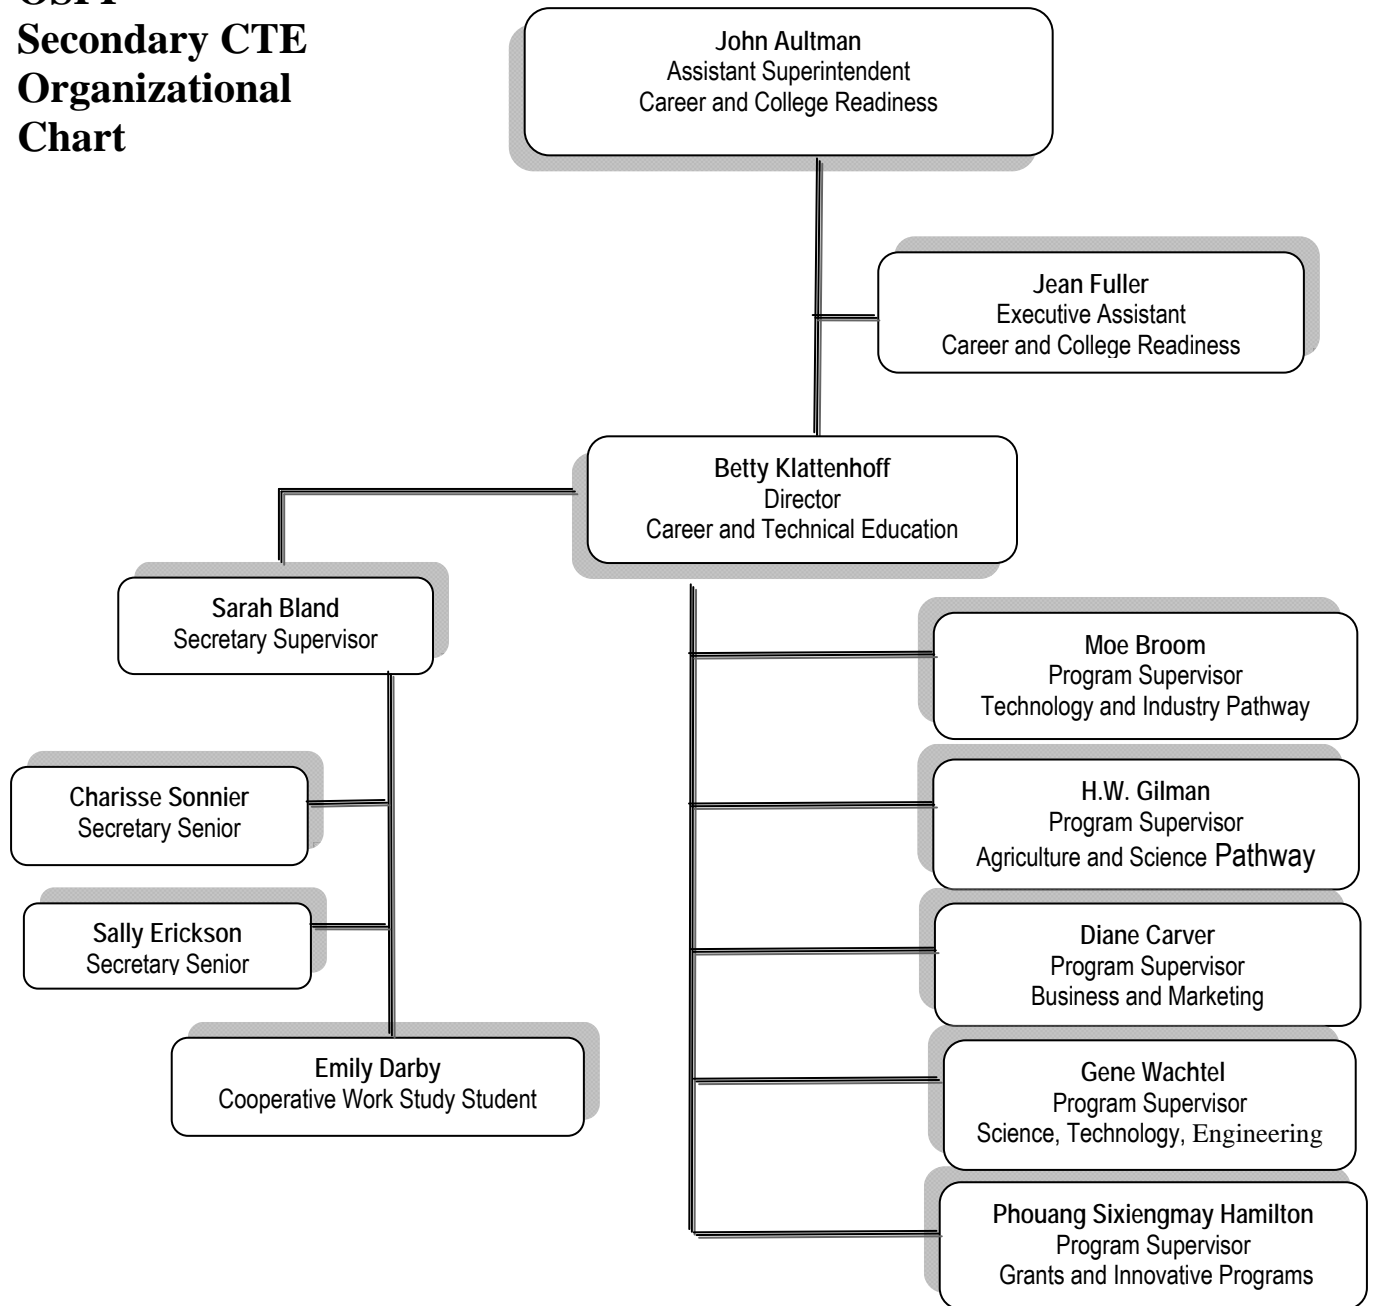 Secondary CTE
Organizational
Chart
John Aultman
Assistant Superintendent
Career and College Readiness
Jean Fuller
Executive Assistant
Career and College Readiness
Betty Klattenhoff
Director
Career and Technical Education
Sarah Bland
Secretary Supervisor
Charisse Sonnier
Secretary Senior
Sally Erickson
Secretary Senior
Emily Darby
Cooperative Work Study Student
Moe Broom
Program Supervisor
Technology and Industry Pathway
H.W. Gilman
Program Supervisor
Agriculture and Science Pathway
Diane Carver
Program Supervisor
Business and Marketing
Gene Wachtel
Program Supervisor
Science, Technology, Engineering
Phouang Sixiengmay Hamilton
Program Supervisor
Grants and Innovative Programs